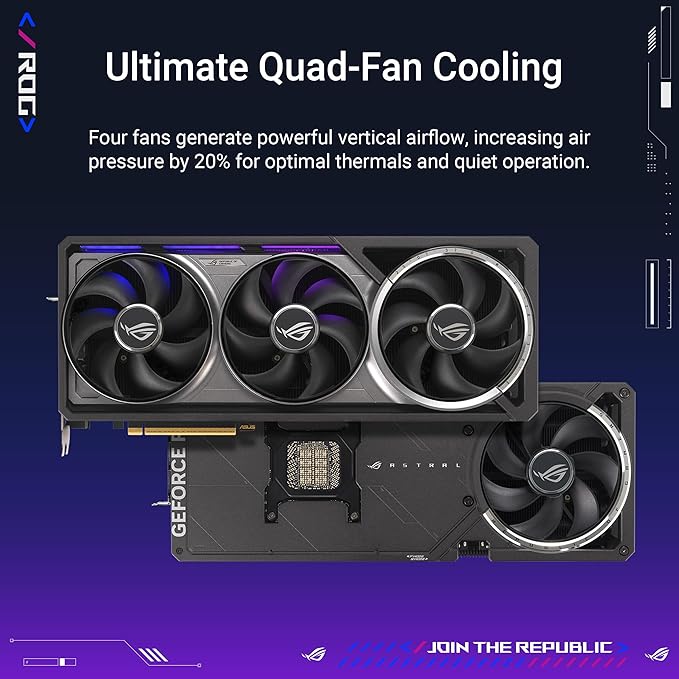 </ROG>
Ultimate Quad-Fan Cooling
Four fans generate powerful vertical airflow, increasing air
pressure by 20% for optimal thermals and quiet operation.
ASUS
GEFORCE R
ASTRAL
</JOIN THE REPUBLIC>